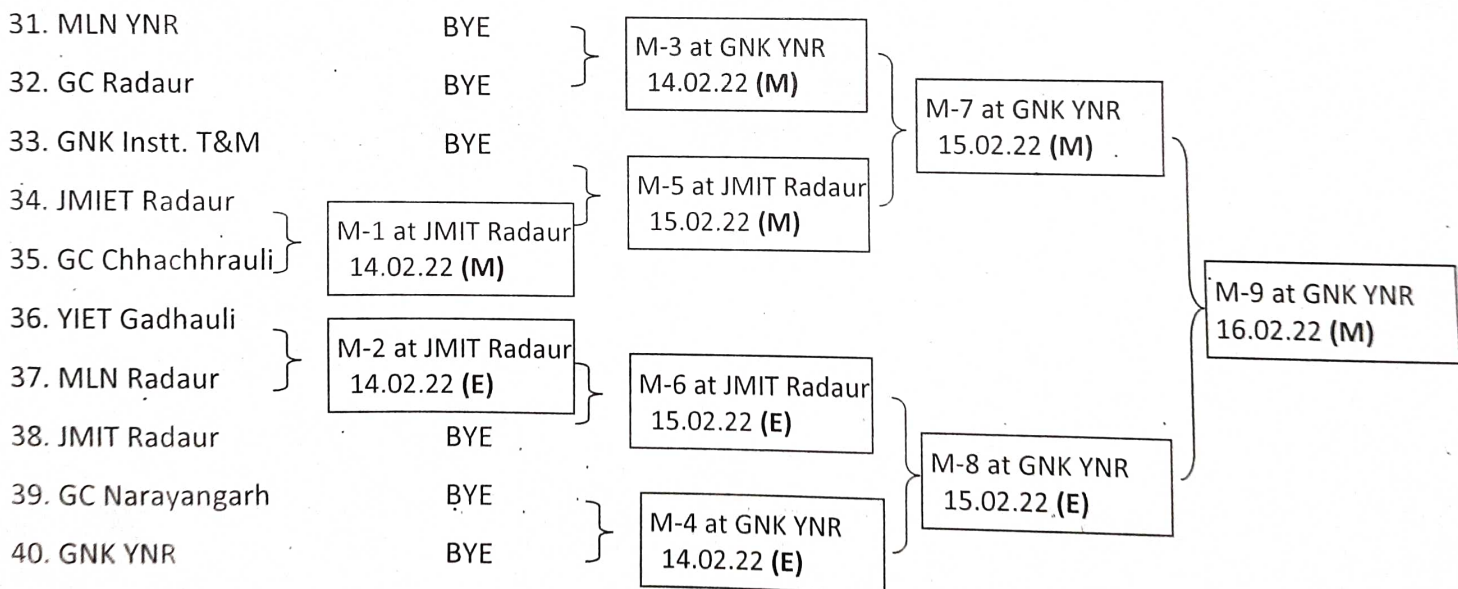 31. MLN YNR BYE
32. GC Radaur BYE
33. GNK Instt. T&M BYE
34. JMIET Radaur
35. GC Chhachhrauli
36. YIET Gadhauli
37. MLN Radaur
38. JMIT Radaur BYE
39. GC Narayangarh BYE
40. GNK YNR BYE
M-1 at JMIT Radaur
14.02.22 (M)
M-2 at JMIT Radaur
14.02.22 (E)
M-3 at GNK YNR
14.02.22 (M)
M-5 at JMIT Radaur
15.02.22 (M)
M-6 at JMIT Radaur
15.02.22 (E)
M-4 at GNK YNR
14.02.22 (E)
M-7 at GNK YNR
15.02.22 (M)
M-8 at GNK YNR
15.02.22 (E)
M-9 at GNK YNR
16.02.22 (M)